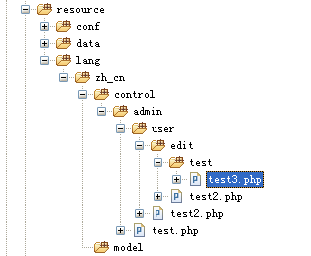 resource
conf
data
lang
zh_cn
control
admin
user
edit
test
test3.php
test2.php
test2.php
test.php
model